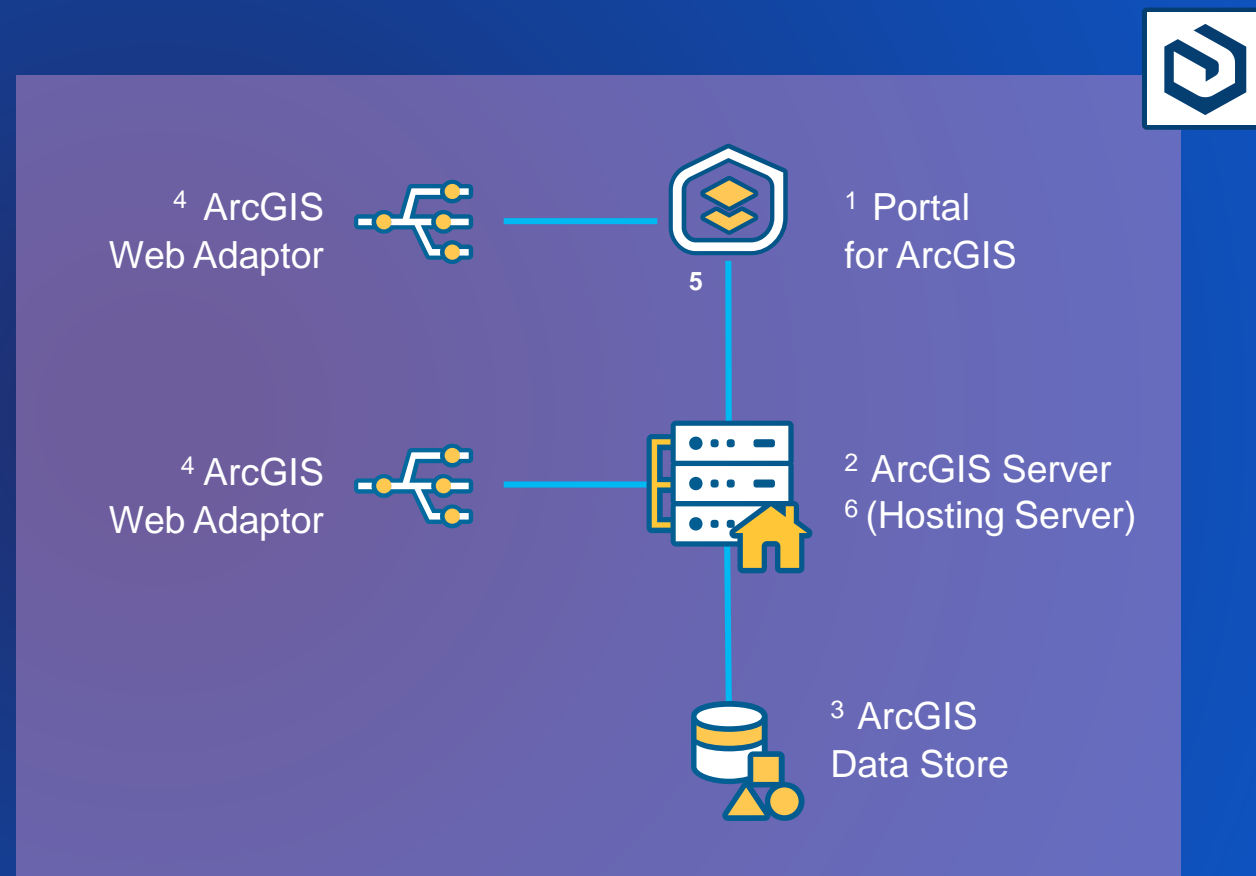 4 ArcGIS
Web Adaptor
1 Portal
for ArcGIS
5
4 ArcGIS
Web Adaptor
2 ArcGIS Server
6 (Hosting Server)
3 ArcGIS
Data Store